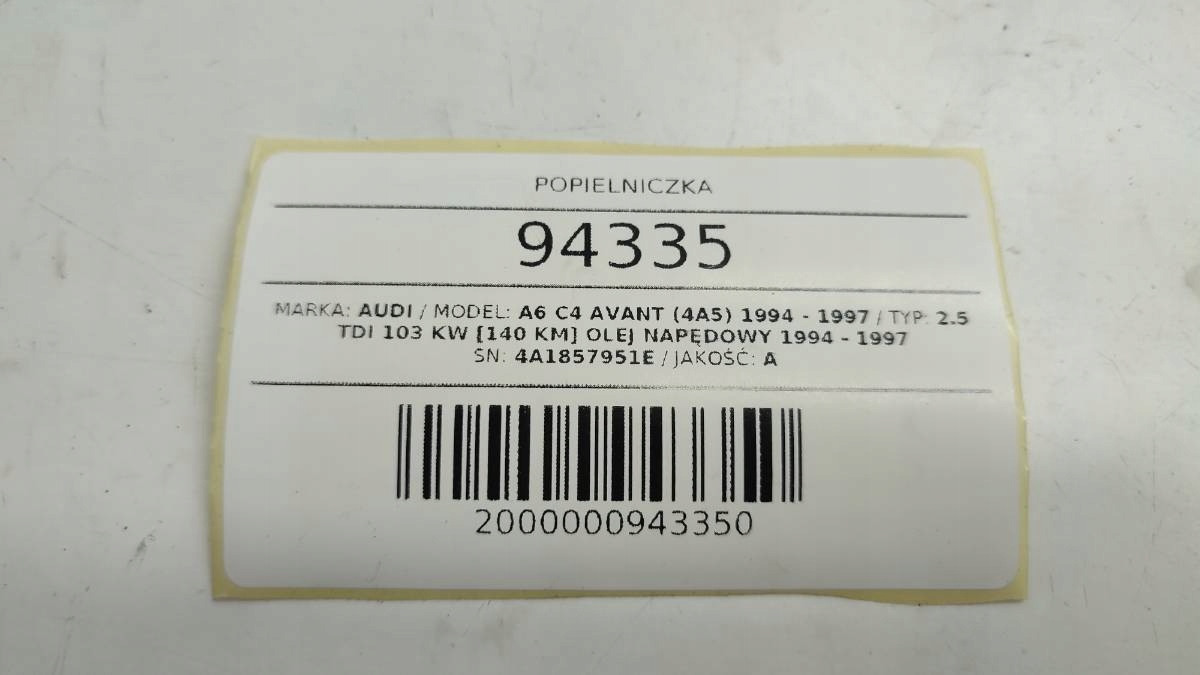 POPIELNICZKA
94335
MARKA: AUDI / MODEL: A6 C4 AVANT (4A5) 1994 - 1997 / TYP: 2.5
TDI 103 KW [140 KM] OLEJ NAPĘDOWY 1994 - 1997
SN: 4A1857951E / JAKOŚĆ: A
2000000943350